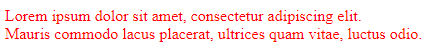 Lorem ipsum dolor sit amet, consectetur adipiscing elit.
Mauris commodo lacus placerat, ultrices quam vitae, luctus odio.